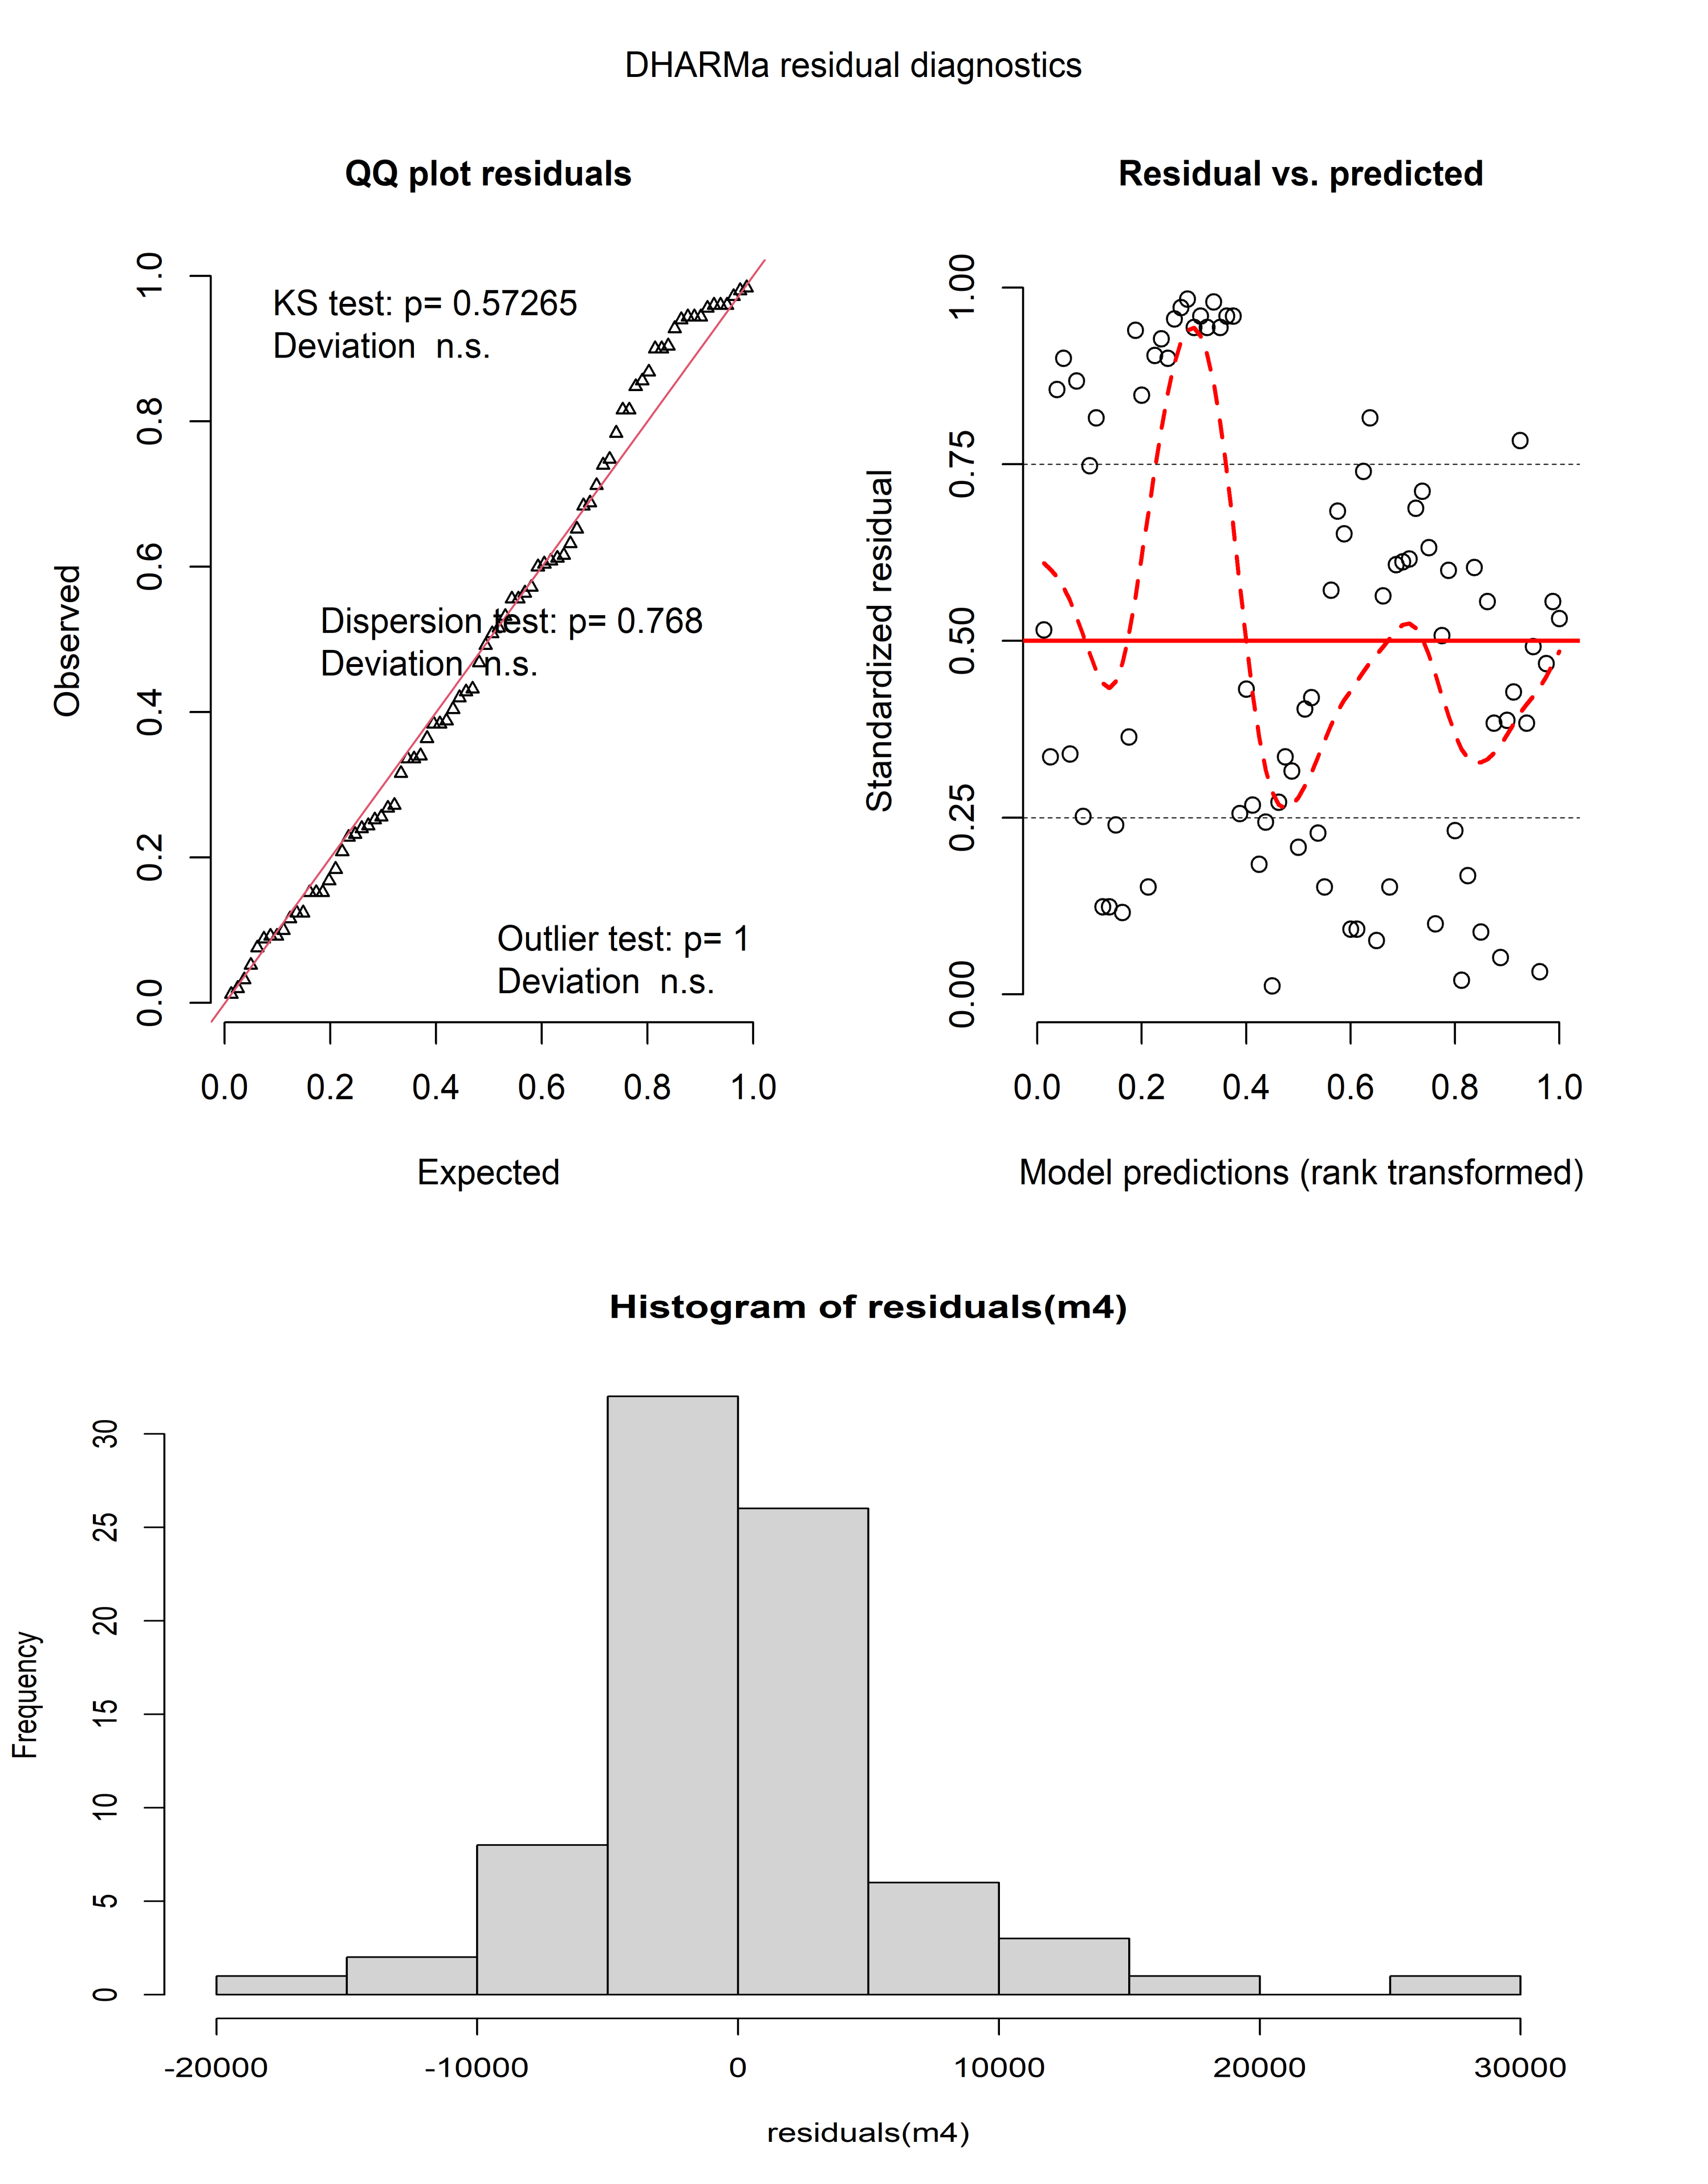 DHARMa residual diagnostics
QQ plot residuals
KS test: p= 0.57265
Deviation n.s.
Dispersion test: p= 0.768
Deviation n.s.
Outlier test: p= 1
Deviation n.s.
Observed
0.0 0.2 0.4 0.6 0.8 1.0
0.0 0.2 0.4 0.6 0.8 1.0
Expected
Residual vs. predicted
Standardized residual
0.00 0.25 0.50 0.75 1.00
0.0 0.2 0.4 0.6 0.8 1.0
Model predictions (rank transformed)
Histogram of residuals(m4)
Frequency
0 5 10 15 20 25 30
-20000 -10000 0 10000 20000 30000
residuals(m4)